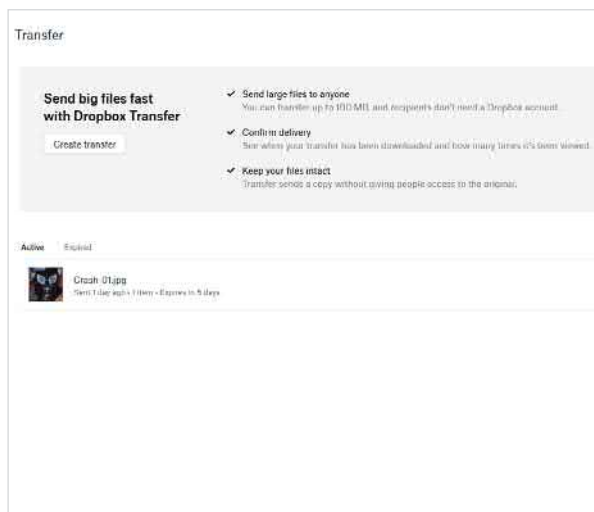 Transfer
Send big files fast
with Dropbox Transfer
Create transfer
✔ Send large files to anyone
You can transfer up to 100 MB, and recipients don't need a Dropbox account.
✔ Confirm delivery
See when your transfer has been downloaded and how many times it's been viewed.
✔ Keep your files intact
Transfer sends a copy without giving people access to the original.
Active Expired
Crash-01.jpg
Sent 1 day ago • 1 item • Expires in 5 days